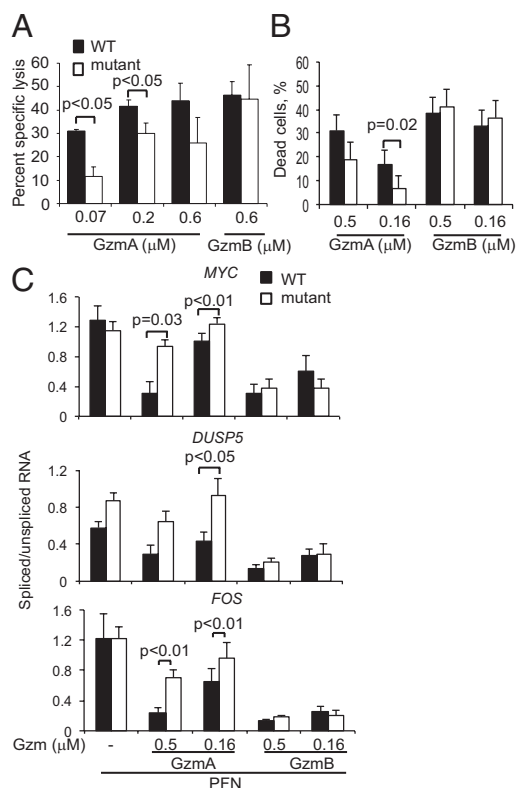 A
WT
mutant
Percent specific lysis
60
50
40
30
20
10
0
p<0.05
p<0.05
0.07 0.2 0.6 0.6
GzmA (μM) GzmB (μM)
B
Dead cells, %
60
50
40
30
20
10
0
p=0.02
0.5 0.16 0.5 0.16
GzmA (μM) GzmB (μM)
C
MYC
WT
mutant
Spliced/unspliced RNA
1.6
1.2
0.8
0.4
0
p=0.03
p<0.01
DUSP5
1.2
0.8
0.4
0
p<0.05
FOS
1.6
1.2
0.8
0.4
0
p<0.01
p<0.01
Gzm (μM) - 0.5 0.16 0.5 0.16
GzmA GzmB
PFN